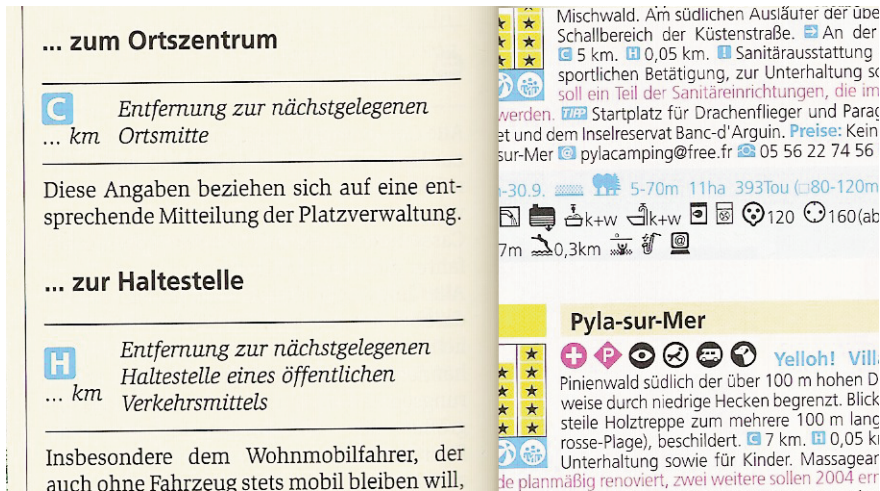 ... zum Ortszentrum
C Entfernung zur nächstgelegenen
... km Ortsmitte
Diese Angaben beziehen sich auf eine ent-
sprechende Mitteilung der Platzverwaltung.
... zur Haltestelle
H Entfernung zur nächstgelegenen
Haltestelle eines öffentlichen
... km Verkehrsmittels
Insbesondere dem Wohnmobilfahrer, der
auch ohne Fahrzeug stets mobil bleiben will,
Mischwald. Am südlichen Ausläufer der übe
Schallbereich der Küstenstraße. An der
C 5 km. H 0,05 km. Sanitärausstattung
sportlichen Betätigung, zur Unterhaltung so
soll ein Teil der Sanitäreinrichtungen, die im
werden. TIPP Startplatz für Drachenflieger und Parag
et und dem Inselreservat Banc-d'Arguin. Preise: Kein
sur-Mer @ pylacamping@free.fr 05 56 22 74 56
-30.9. 5-70m 11ha 393Tou (80-120m
k+w k+w 120 160(ab
7m 0,3km @
Pyla-sur-Mer
P Yelloh! Villa
Pinienwald südlich der über 100 m hohen D
weise durch niedrige Hecken begrenzt. Blick
steile Holztreppe zum mehrere 100 m lang
rosse-Plage), beschildert. C 7 km. H 0,05 k
Unterhaltung sowie für Kinder. Massagear
de planmäßig renoviert, zwei weitere sollen 2004 ern